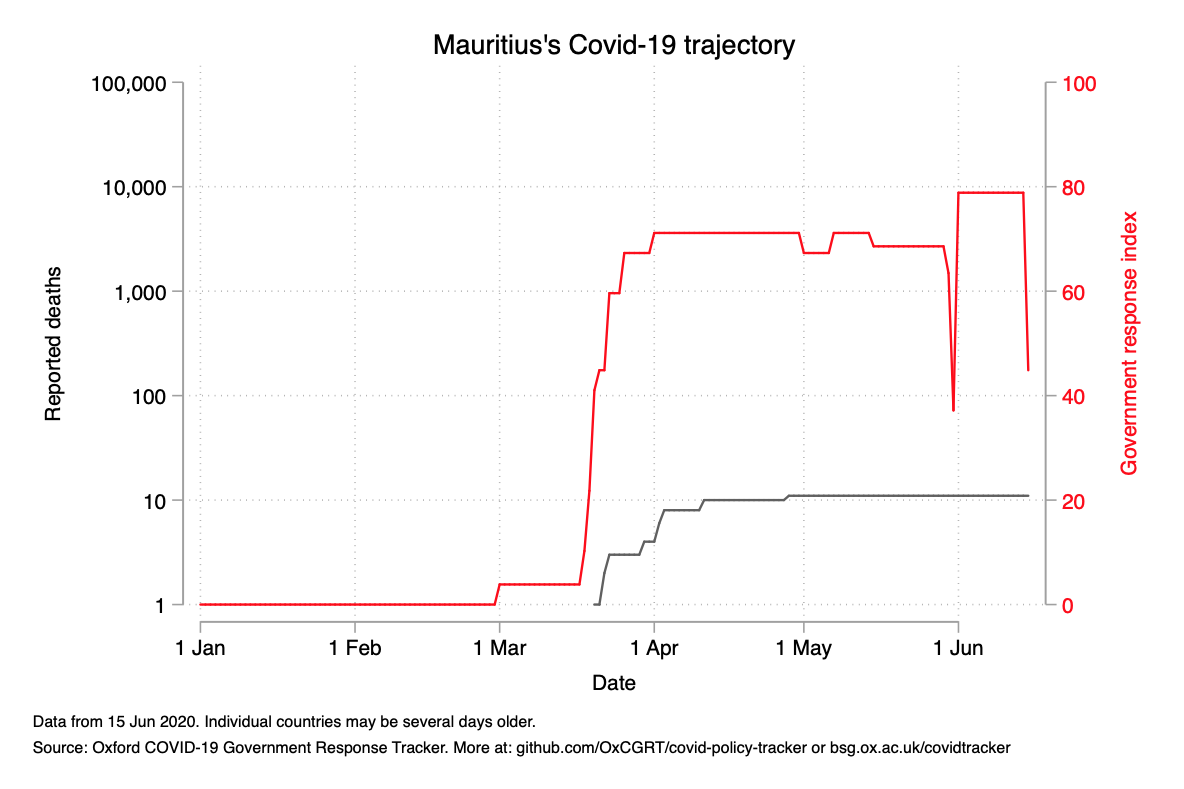 Mauritius's Covid-19 trajectory
100,000
10,000
1,000
100
10
1
Reported deaths
100
80
60
40
20
0
Government response index
1 Jan
1 Feb
1 Mar
1 Apr
1 May
1 Jun
Date
Data from 15 Jun 2020. Individual countries may be several days older.
Source: Oxford COVID-19 Government Response Tracker. More at: github.com/OxCGRT/covid-policy-tracker or bsg.ox.ac.uk/covidtracker